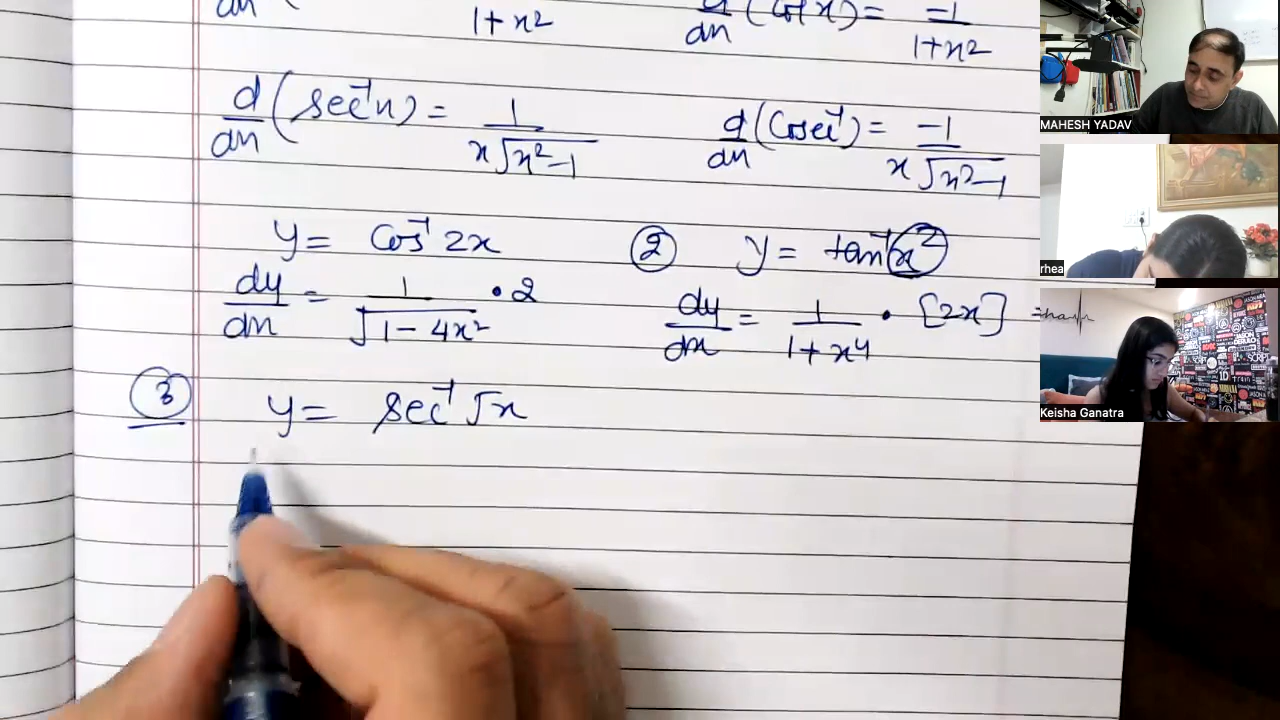 d/dx 1+x² d/dx (cot⁻¹x) = -1/1+x²
d/dx (sec⁻¹x) = 1/x√x²-1 d/dx (Cosec⁻¹) = -1/x√x²-1
y = Cos⁻¹ 2x ② y = tan⁻¹(x²)
dy/dx = 1/√1-4x² • 2 dy/dx = 1/1+x⁴ • [2x] =
③ y = sec⁻¹ √x
MAHESH YADAV
rhea
Keisha Ganatra